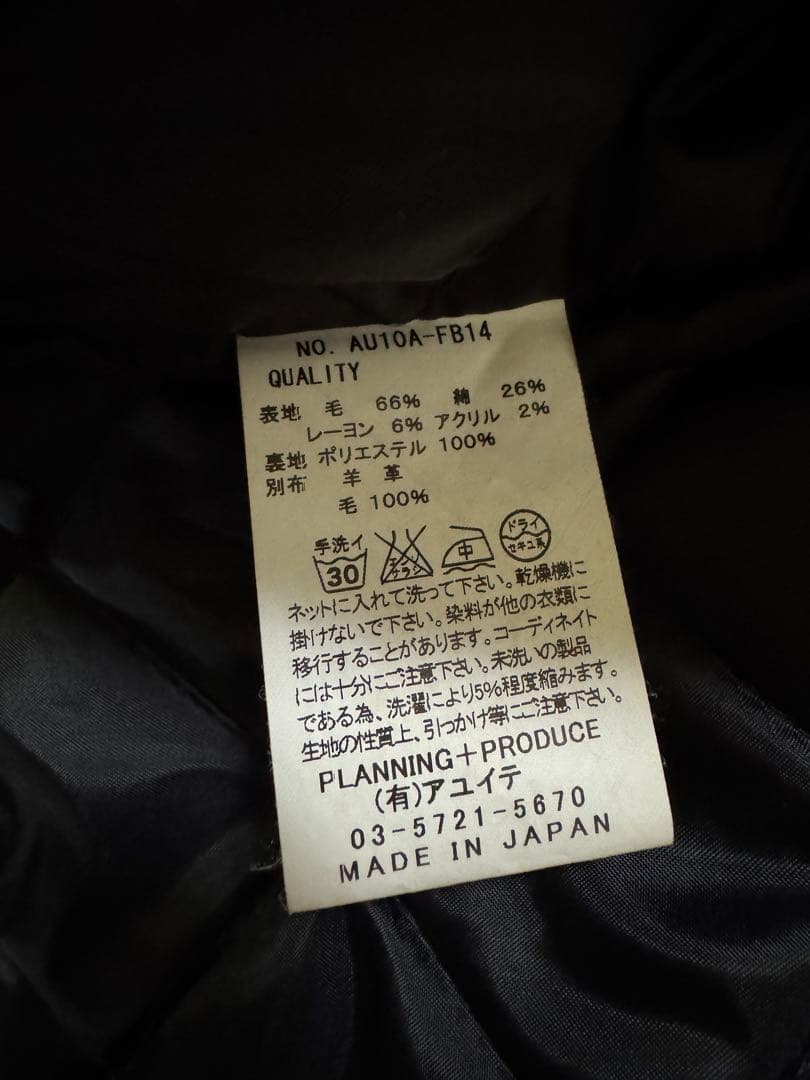 NO. AU10A-FB14
QUALITY
表地 毛 66% 綿 26%
レーヨン 6% アクリル 2%
裏地 ポリエステル 100%
別布 羊革
毛 100%
手洗イ 30 エンソ サラシ 中 ドライ セキユ系
ネットに入れて洗って下さい。乾燥機に
掛けないで下さい。染料が他の衣類に
移行することがあります。コーディネイト
には十分にご注意下さい。未洗いの製品
である為、洗濯により5%程度縮みます。
生地の性質上、引っかけ等にご注意下さい。
PLANNING+PRODUCE
(有)アユイテ
03-5721-5670
MADE IN JAPAN